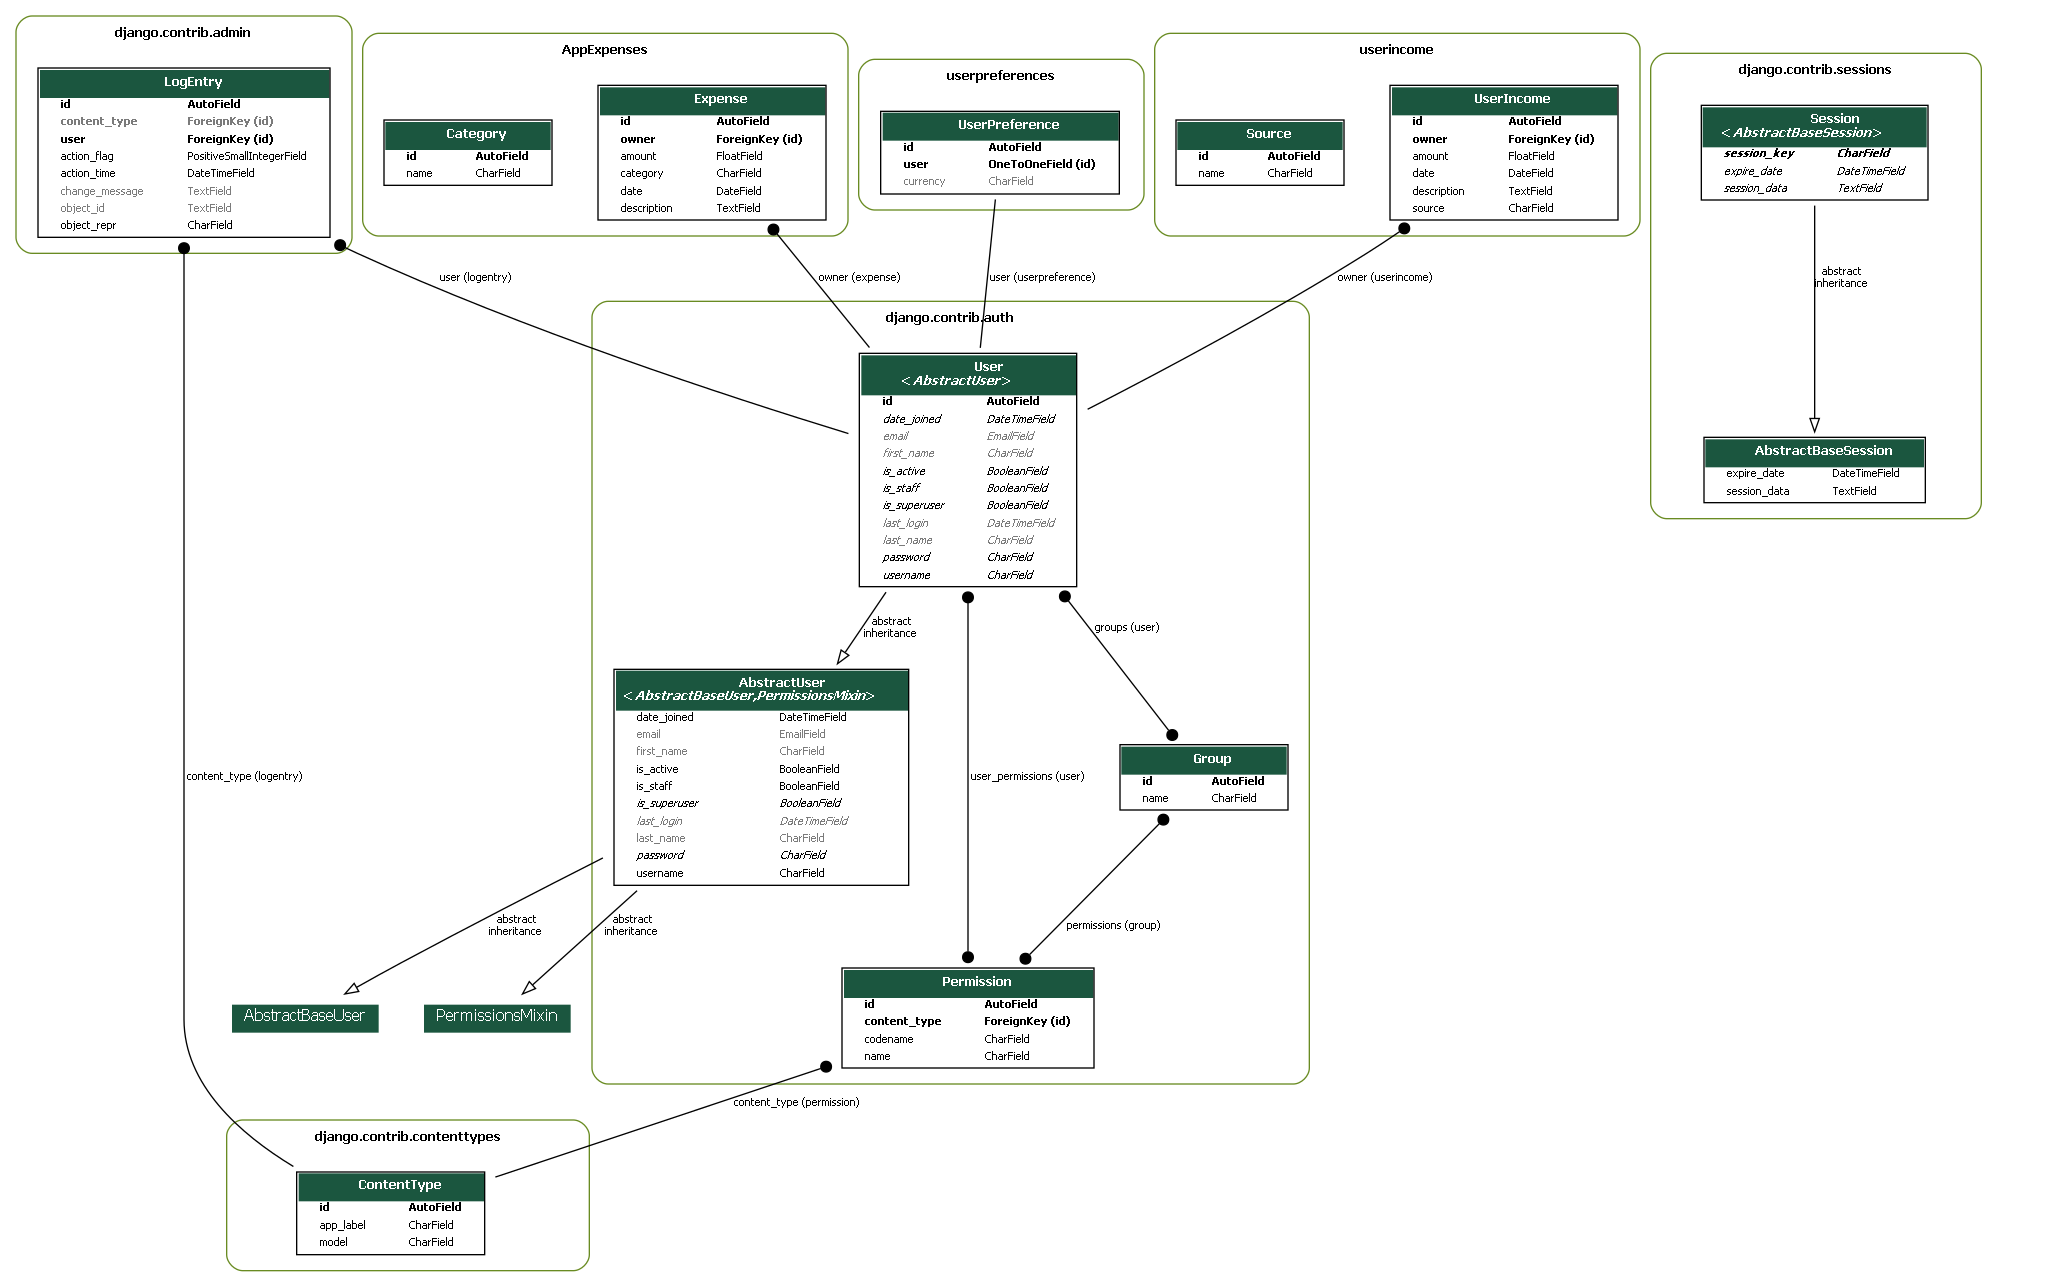 django.contrib.admin
LogEntry
id AutoField
content_type ForeignKey (id)
user ForeignKey (id)
action_flag PositiveSmallIntegerField
action_time DateTimeField
change_message TextField
object_id TextField
object_repr CharField
AppExpenses
Category
id AutoField
name CharField
Expense
id AutoField
owner ForeignKey (id)
amount FloatField
category CharField
date DateField
description TextField
userpreferences
UserPreference
id AutoField
user OneToOneField (id)
currency CharField
userincome
Source
id AutoField
name CharField
UserIncome
id AutoField
owner ForeignKey (id)
amount FloatField
date DateField
description TextField
source CharField
django.contrib.sessions
Session
<AbstractBaseSession>
session_key CharField
expire_date DateTimeField
session_data TextField
abstract
inheritance
AbstractBaseSession
expire_date DateTimeField
session_data TextField
user (logentry)
owner (expense)
user (userpreference)
owner (userincome)
django.contrib.auth
User
<AbstractUser>
id AutoField
date_joined DateTimeField
email EmailField
first_name CharField
is_active BooleanField
is_staff BooleanField
is_superuser BooleanField
last_login DateTimeField
last_name CharField
password CharField
username CharField
abstract
inheritance
groups (user)
AbstractUser
<AbstractBaseUser,PermissionsMixin>
date_joined DateTimeField
email EmailField
first_name CharField
is_active BooleanField
is_staff BooleanField
is_superuser BooleanField
last_login DateTimeField
last_name CharField
password CharField
username CharField
content_type (logentry)
user_permissions (user)
Group
id AutoField
name CharField
abstract
inheritance
abstract
inheritance
permissions (group)
AbstractBaseUser
PermissionsMixin
Permission
id AutoField
content_type ForeignKey (id)
codename CharField
name CharField
content_type (permission)
django.contrib.contenttypes
ContentType
id AutoField
app_label CharField
model CharField